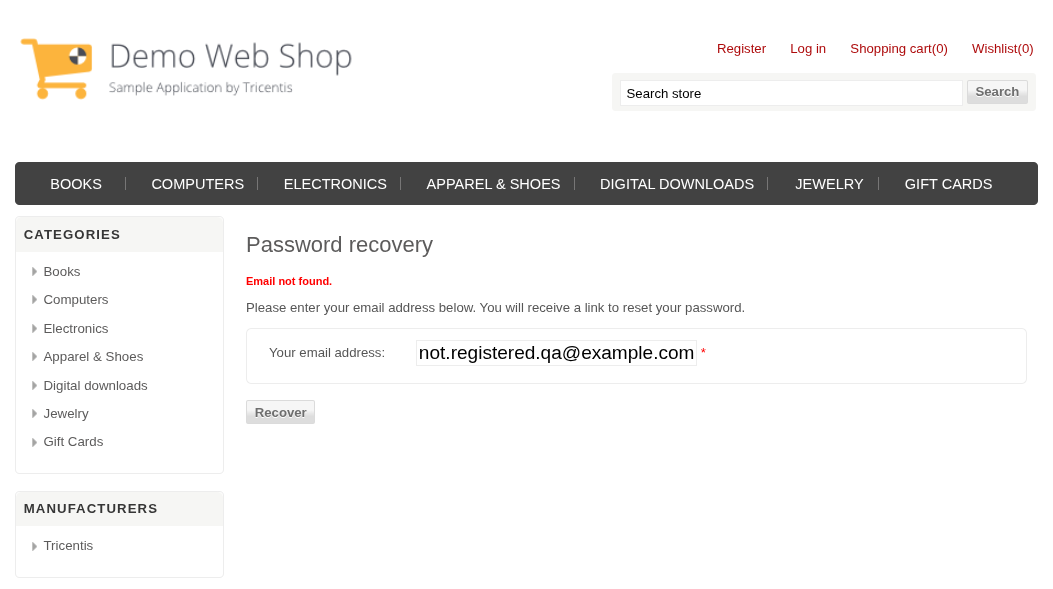 Demo Web Shop
Sample Application by Tricentis
Register Log in Shopping cart(0) Wishlist(0)
Search store Search
BOOKS COMPUTERS ELECTRONICS APPAREL & SHOES DIGITAL DOWNLOADS JEWELRY GIFT CARDS
CATEGORIES
Books
Computers
Electronics
Apparel & Shoes
Digital downloads
Jewelry
Gift Cards
MANUFACTURERS
Tricentis
Password recovery
Email not found.
Please enter your email address below. You will receive a link to reset your password.
Your email address: not.registered.qa@example.com *
Recover